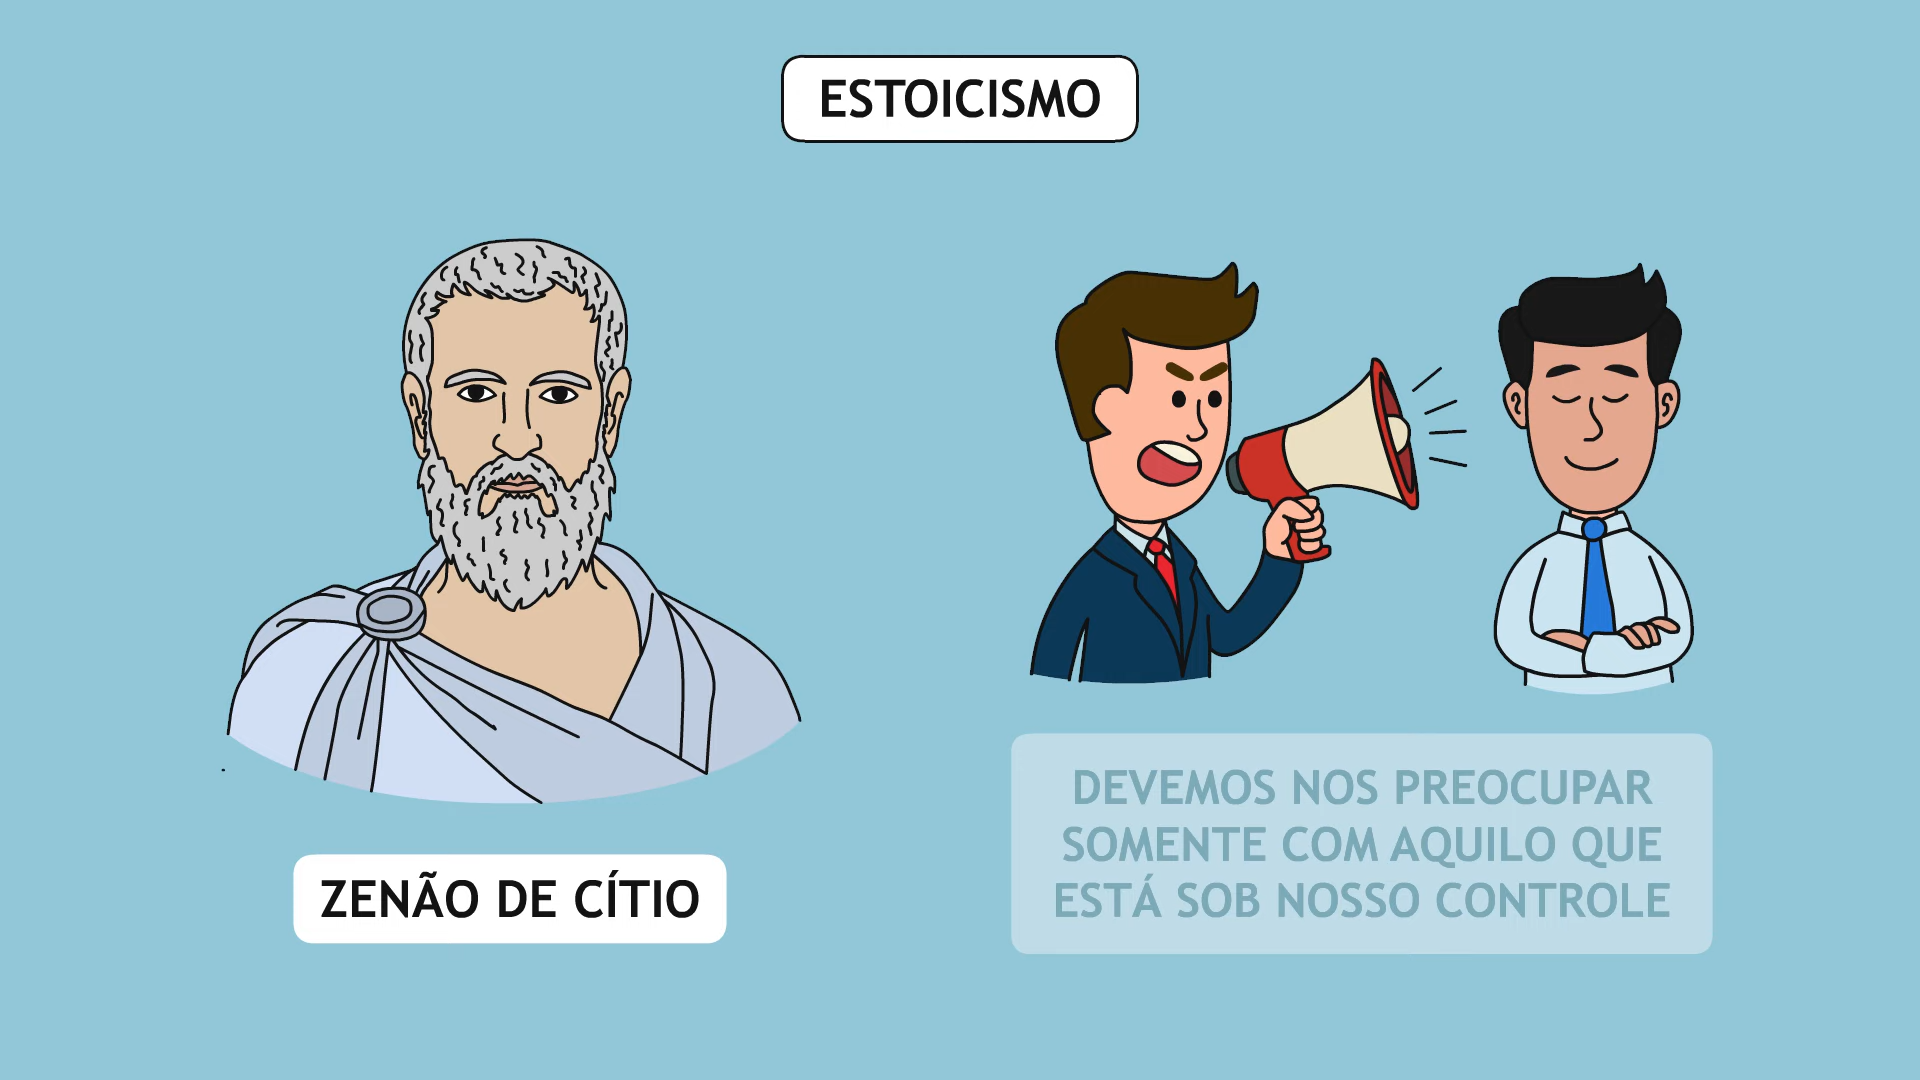 ESTOICISMO
ZENÃO DE CÍTIO
DEVEMOS NOS PREOCUPAR
SOMENTE COM AQUILO QUE
ESTÁ SOB NOSSO CONTROLE